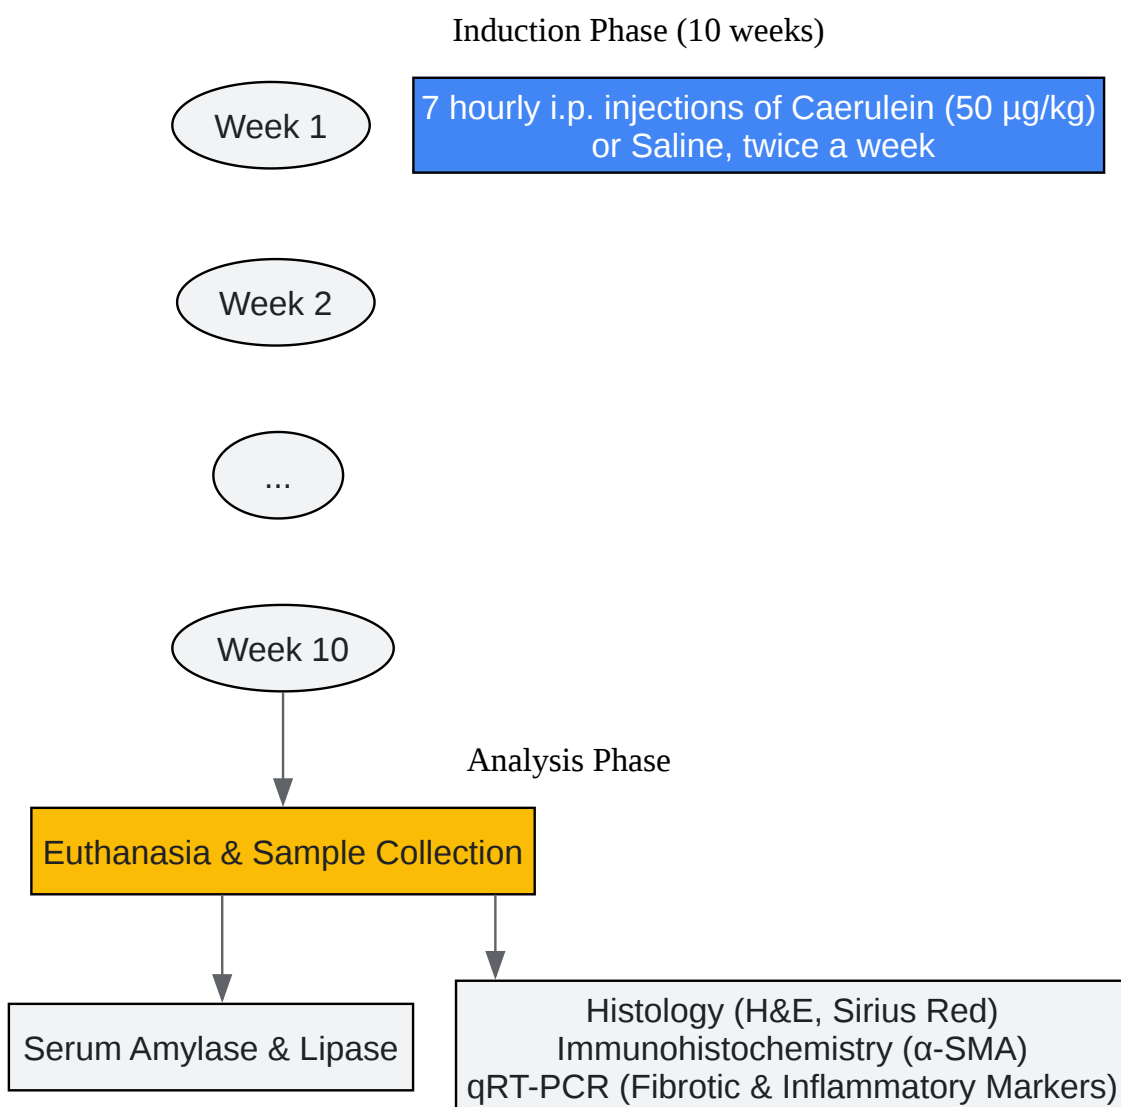 Induction Phase (10 weeks)
Week 1
7 hourly i.p. injections of Caerulein (50 µg/kg)
or Saline, twice a week
Week 2
...
Week 10
Analysis Phase
Euthanasia & Sample Collection
Serum Amylase & Lipase
Histology (H&E, Sirius Red)
Immunohistochemistry (α-SMA)
qRT-PCR (Fibrotic & Inflammatory Markers)